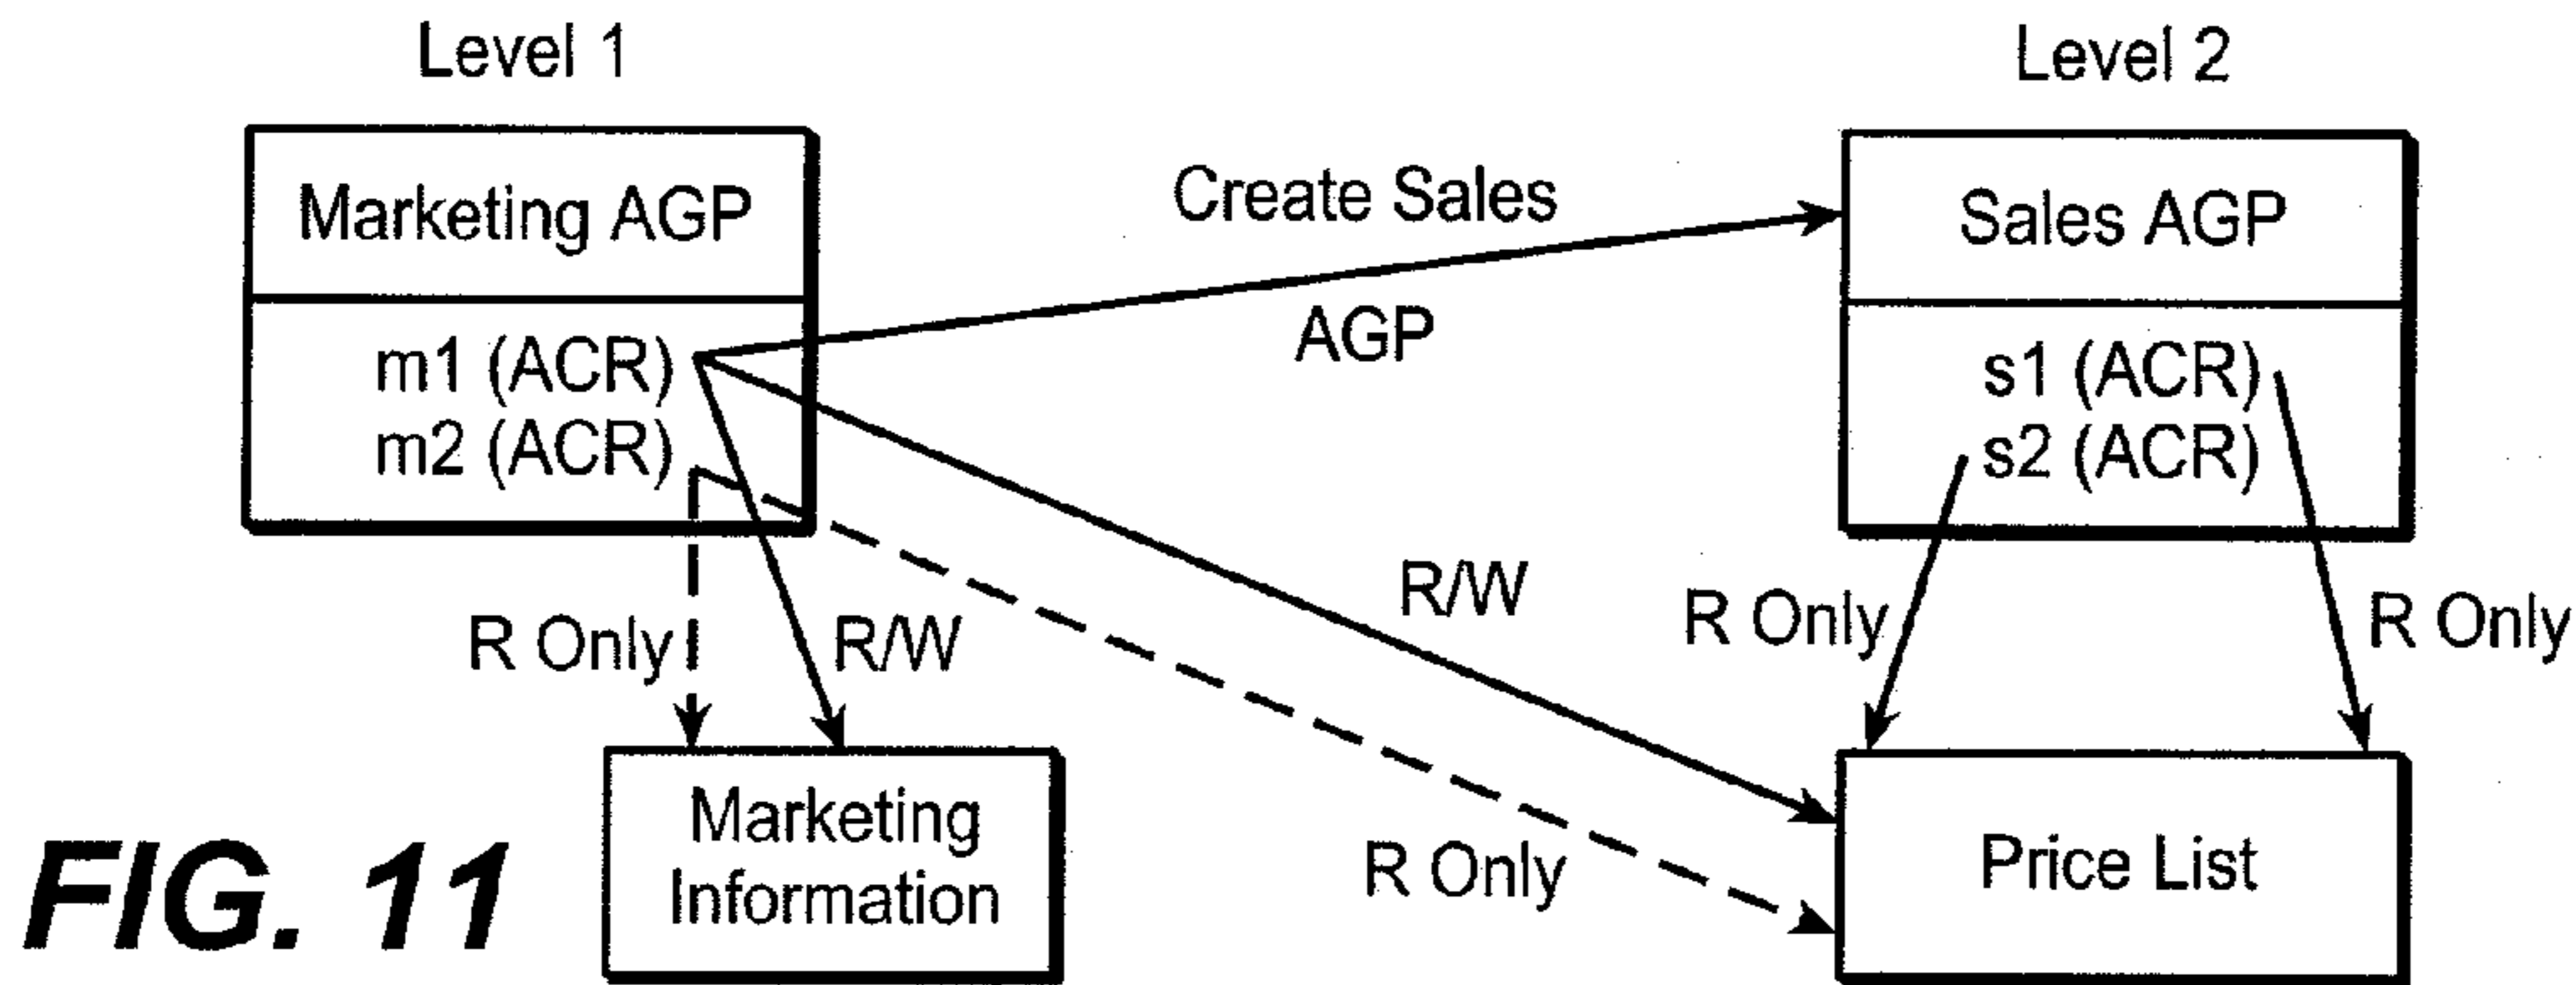 Level 1
Level 2
Marketing AGP
Create Sales
AGP
Sales AGP
m1 (ACR)
m2 (ACR)
s1 (ACR)
s2 (ACR)
R Only
R/W
R/W
R Only
R Only
R Only
Marketing
Information
Price List
FIG. 11